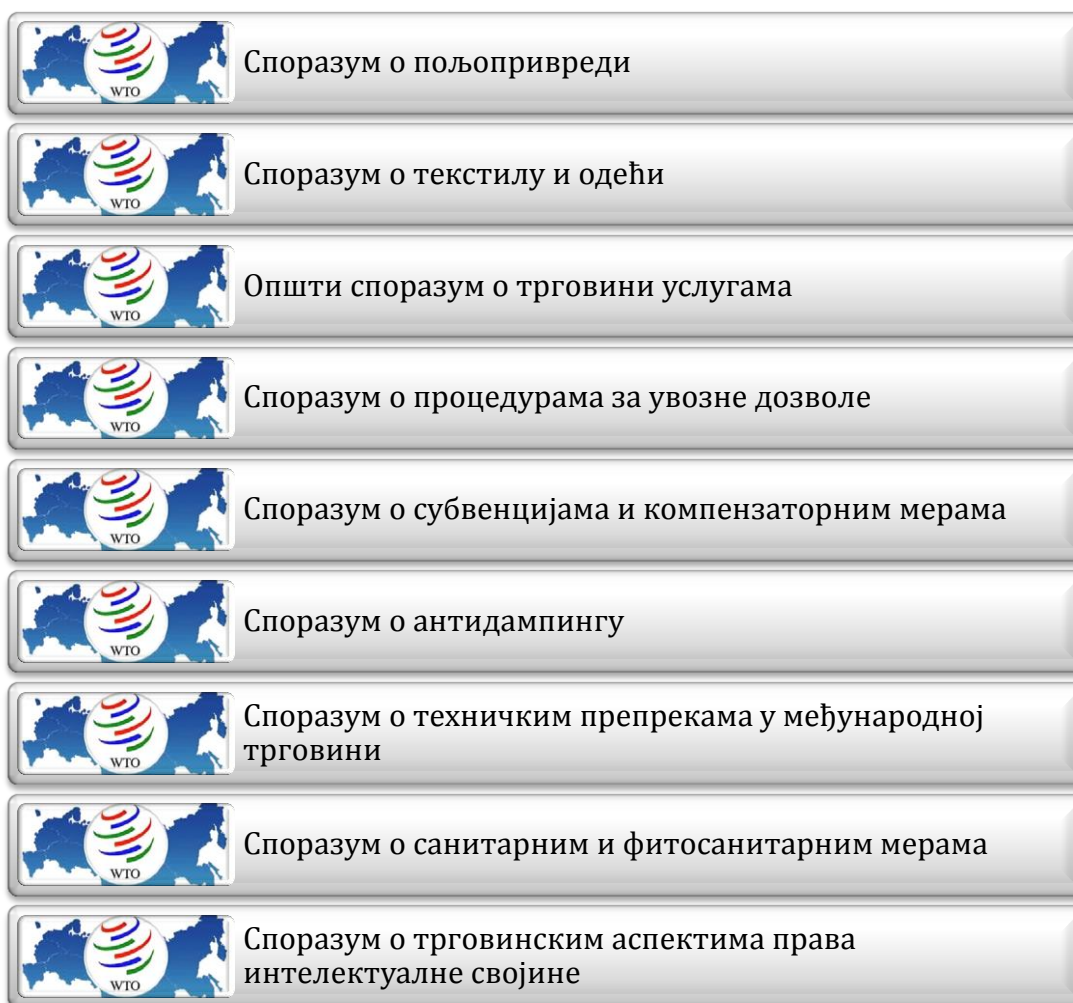 WTO
Споразум о пољопривреди
WTO
Споразум о текстилу и одећи
WTO
Општи споразум о трговини услугама
WTO
Споразум о процедурама за увозне дозволе
WTO
Споразум о субвенцијама и компензаторним мерама
WTO
Споразум о антидампингу
WTO
Споразум о техничким препрекама у међународној
трговини
WTO
Споразум о санитарним и фитосанитарним мерама
WTO
Споразум о трговинским аспектима права
интелектуалне својине